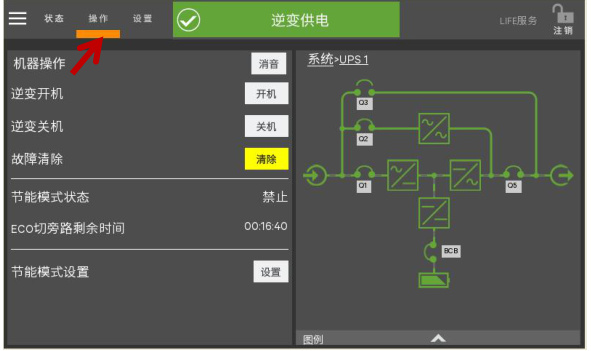 状态 操作 设置 逆变供电 LIFE服务 注销
机器操作 消音
逆变开机 开机
逆变关机 关机
故障清除 清除
节能模式状态 禁止
ECO切旁路剩余时间 00:16:40
节能模式设置 设置
系统>UPS 1
Q3
Q2
Q1
Q5
BCB
图例